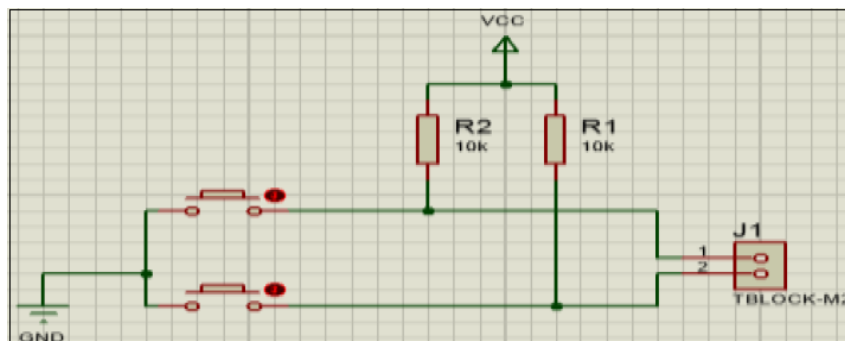 VCC
R2
10k
R1
10k
J1
1
2
TBLOCK-M2
GND